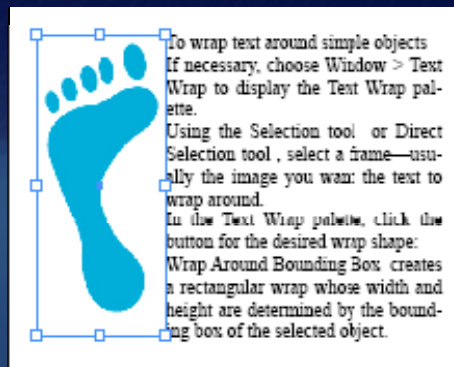 To wrap text around simple objects
If necessary, choose Window > Text
Wrap to display the Text Wrap pal-
ette.
Using the Selection tool or Direct
Selection tool , select a frame—usu-
ally the image you want the text to
wrap around.
In the Text Wrap palette, click the
button for the desired wrap shape:
Wrap Around Bounding Box creates
a rectangular wrap whose width and
height are determined by the bound-
ing box of the selected object.